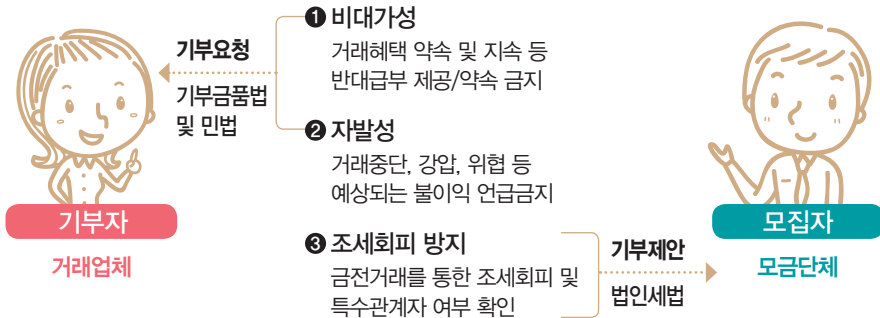 ❶ 비대가성
거래혜택 약속 및 지속 등
반대급부 제공/약속 금지
기부요청
기부금품법
및 민법
❷ 자발성
거래중단, 강압, 위협 등
예상되는 불이익 언급금지
기부자
거래업체
모집자
모금단체
❸ 조세회피 방지
금전거래를 통한 조세회피 및
특수관계자 여부 확인
기부제안
법인세법